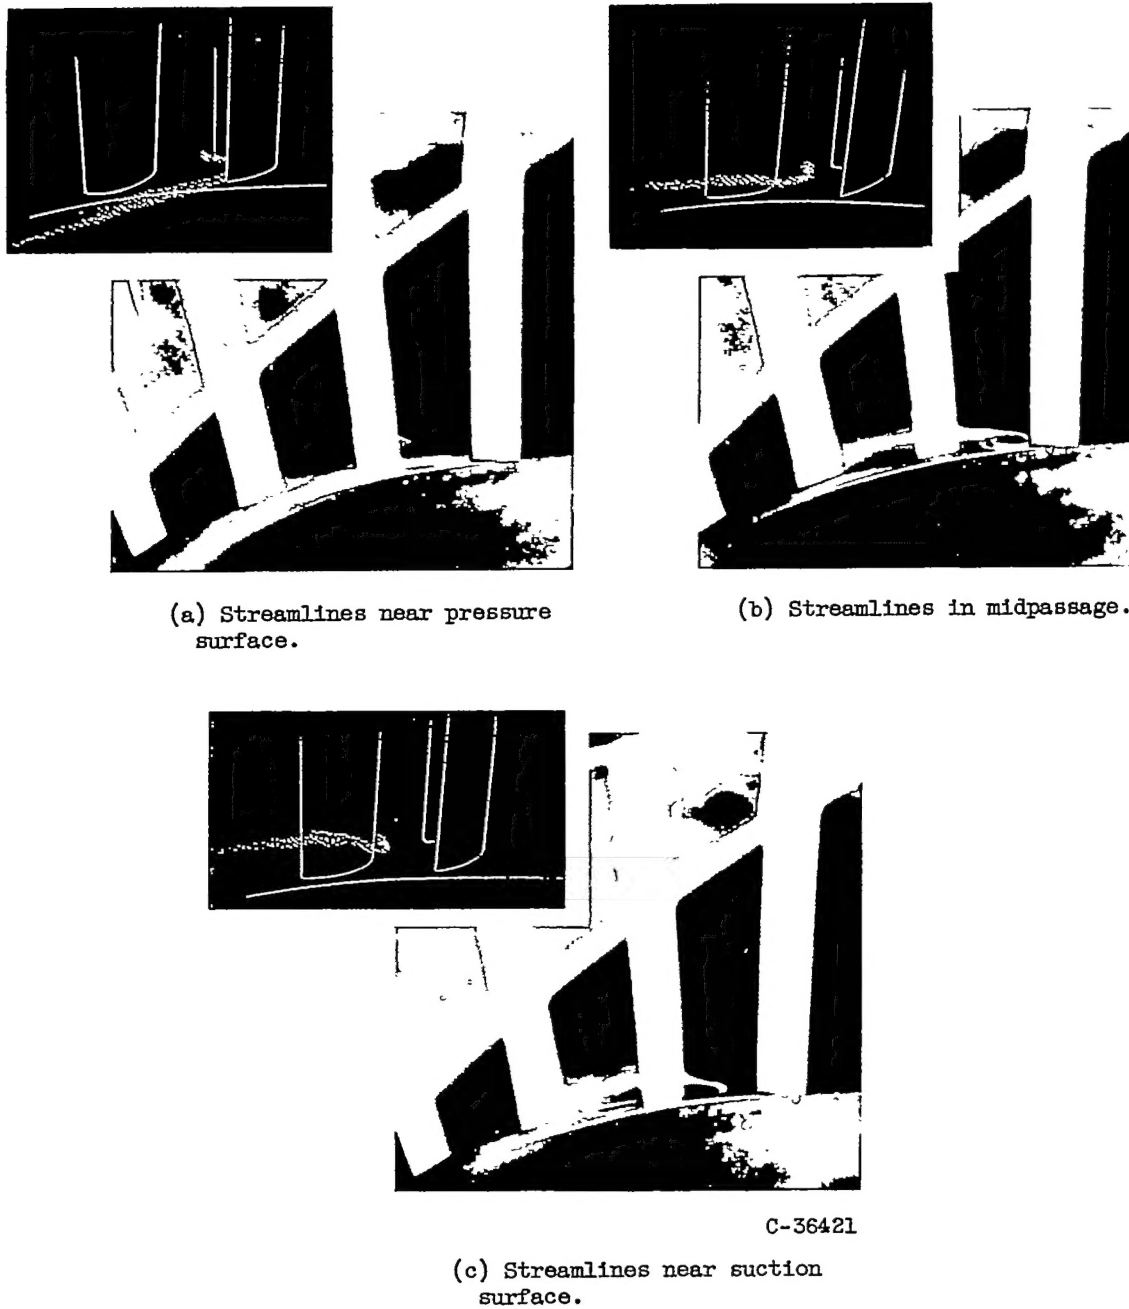 (a) Streamlines near pressure
surface.
(b) Streamlines in midpassage.
C-36421
(c) Streamlines near suction
surface.